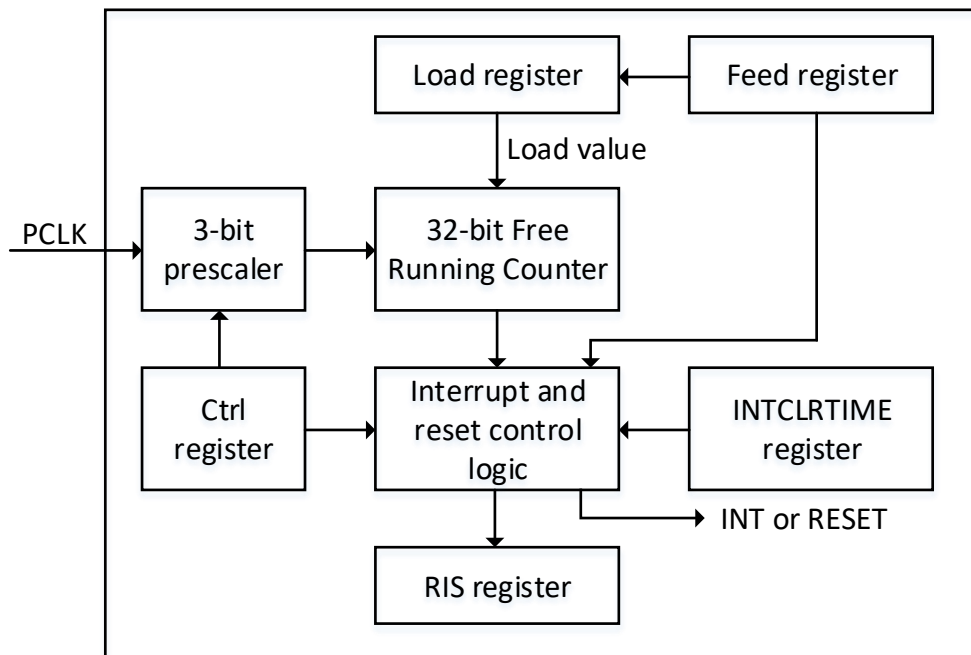 Load register
Feed register
Load value
PCLK
3-bit
prescaler
32-bit Free
Running Counter
Ctrl
register
Interrupt and
reset control
logic
INTCLRTIME
register
INT or RESET
RIS register